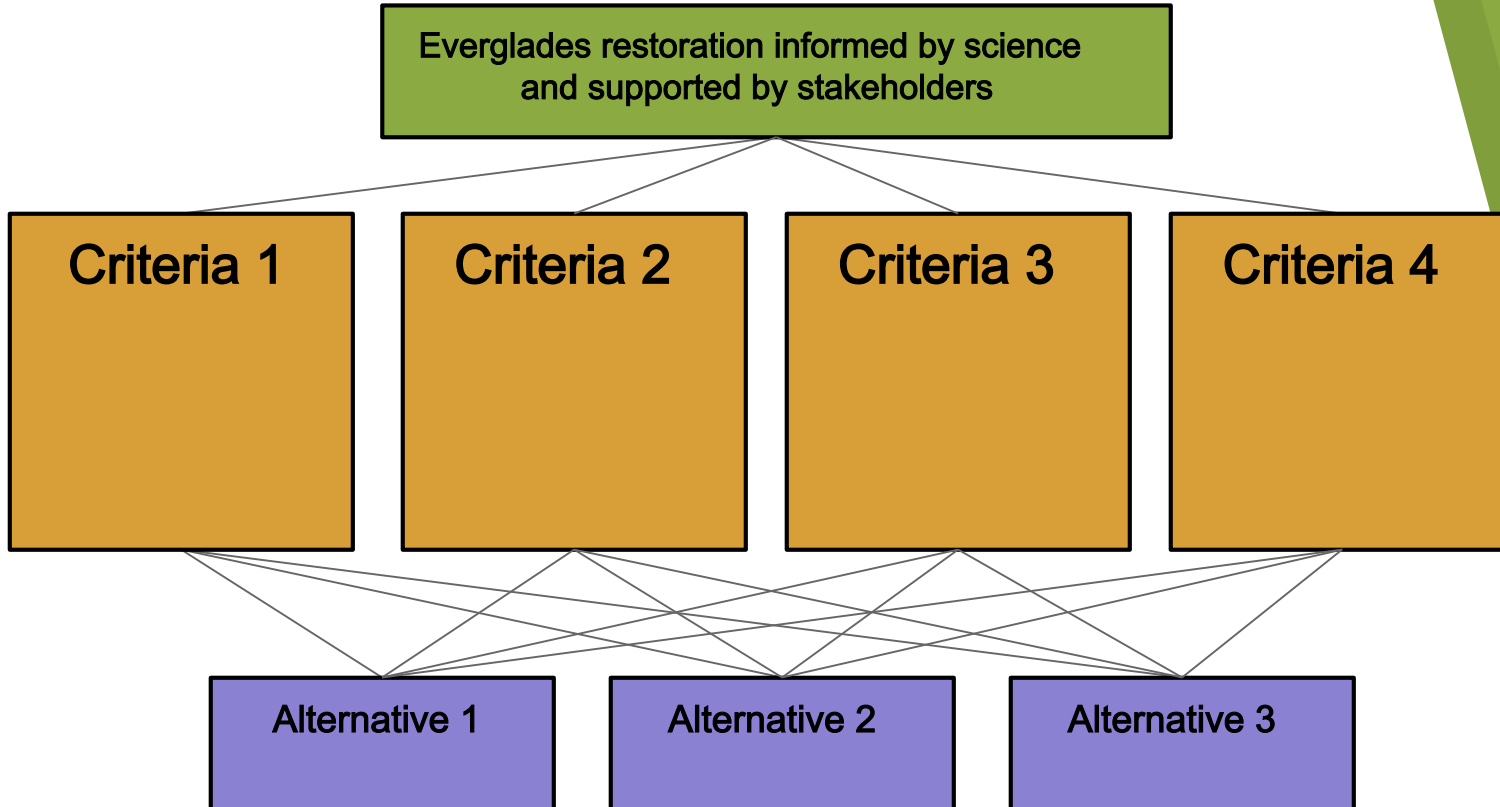 Everglades restoration informed by science
and supported by stakeholders
Criteria 1
Criteria 2
Criteria 3
Criteria 4
Alternative 1
Alternative 2
Alternative 3